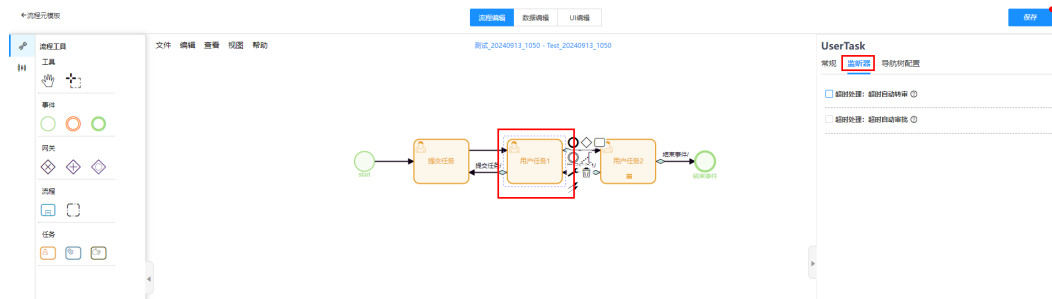 流程元模板
流程编辑 数据编辑 UI编辑
保存
流程工具
文件 编辑 查看 视图 帮助
测试_20240913_1050 - Test_20240913_1050
UserTask
常规 监听器 导航树配置
工具
超时处理：超时自动转审
事件
超时处理：超时自动审批
网关
start
提交任务
提交任务/
用户任务1
用户任务2
结束事件/
结束事件
流程
任务